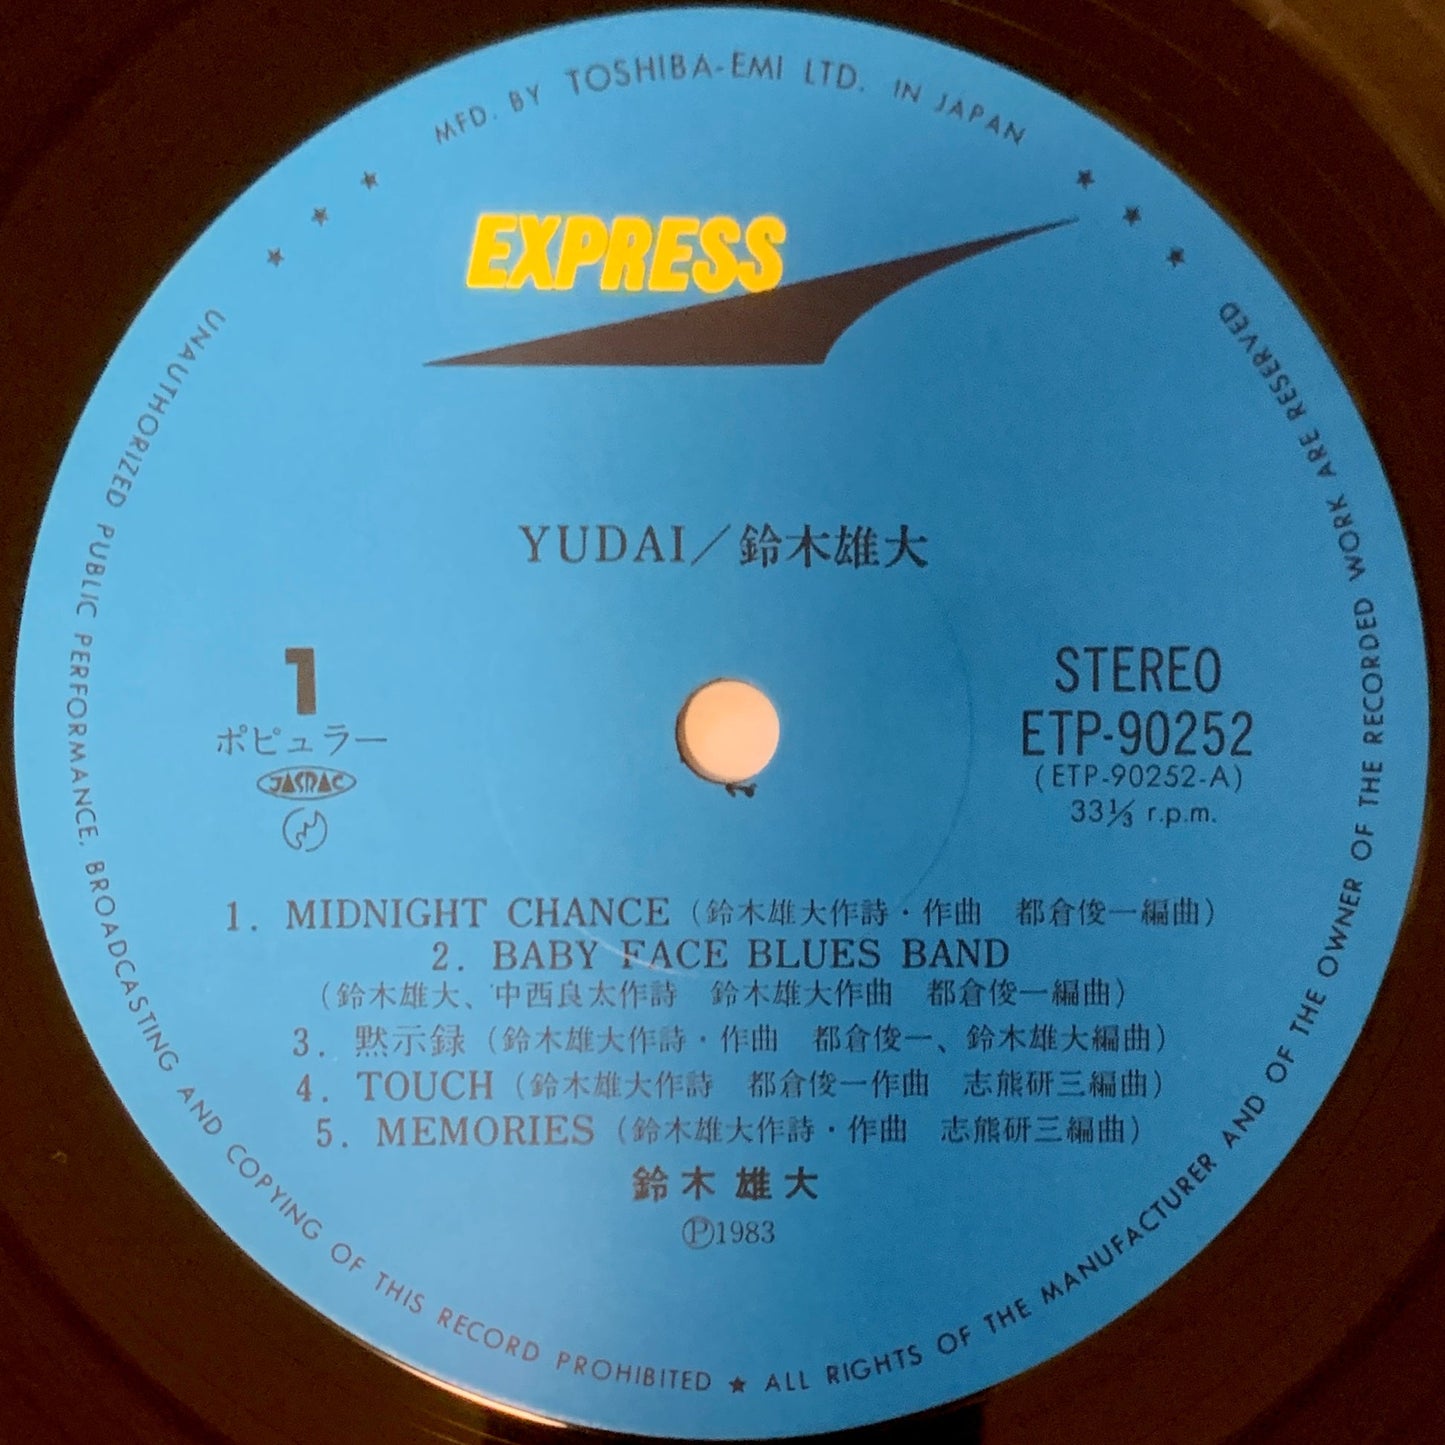 MFD. BY TOSHIBA-EMI LTD. IN JAPAN
EXPRESS
YUDAI／鈴木雄大
1
ポピュラー
JASRAC
STEREO
ETP-90252
(ETP-90252-A)
33⅓ r.p.m.
1. MIDNIGHT CHANCE（鈴木雄大作詩・作曲　都倉俊一編曲）
2. BABY FACE BLUES BAND
（鈴木雄大、中西良太作詩　鈴木雄大作曲　都倉俊一編曲）
3. 黙示録（鈴木雄大作詩・作曲　都倉俊一、鈴木雄大編曲）
4. TOUCH（鈴木雄大作詩　都倉俊一作曲　志熊研三編曲）
5. MEMORIES（鈴木雄大作詩・作曲　志熊研三編曲）
鈴木雄大
Ⓟ1983
UNAUTHORIZED PUBLIC PERFORMANCE, BROADCASTING AND COPYING OF THIS RECORD PROHIBITED ★ ALL RIGHTS OF THE MANUFACTURER AND OF THE OWNER OF THE RECORDED WORK ARE RESERVED